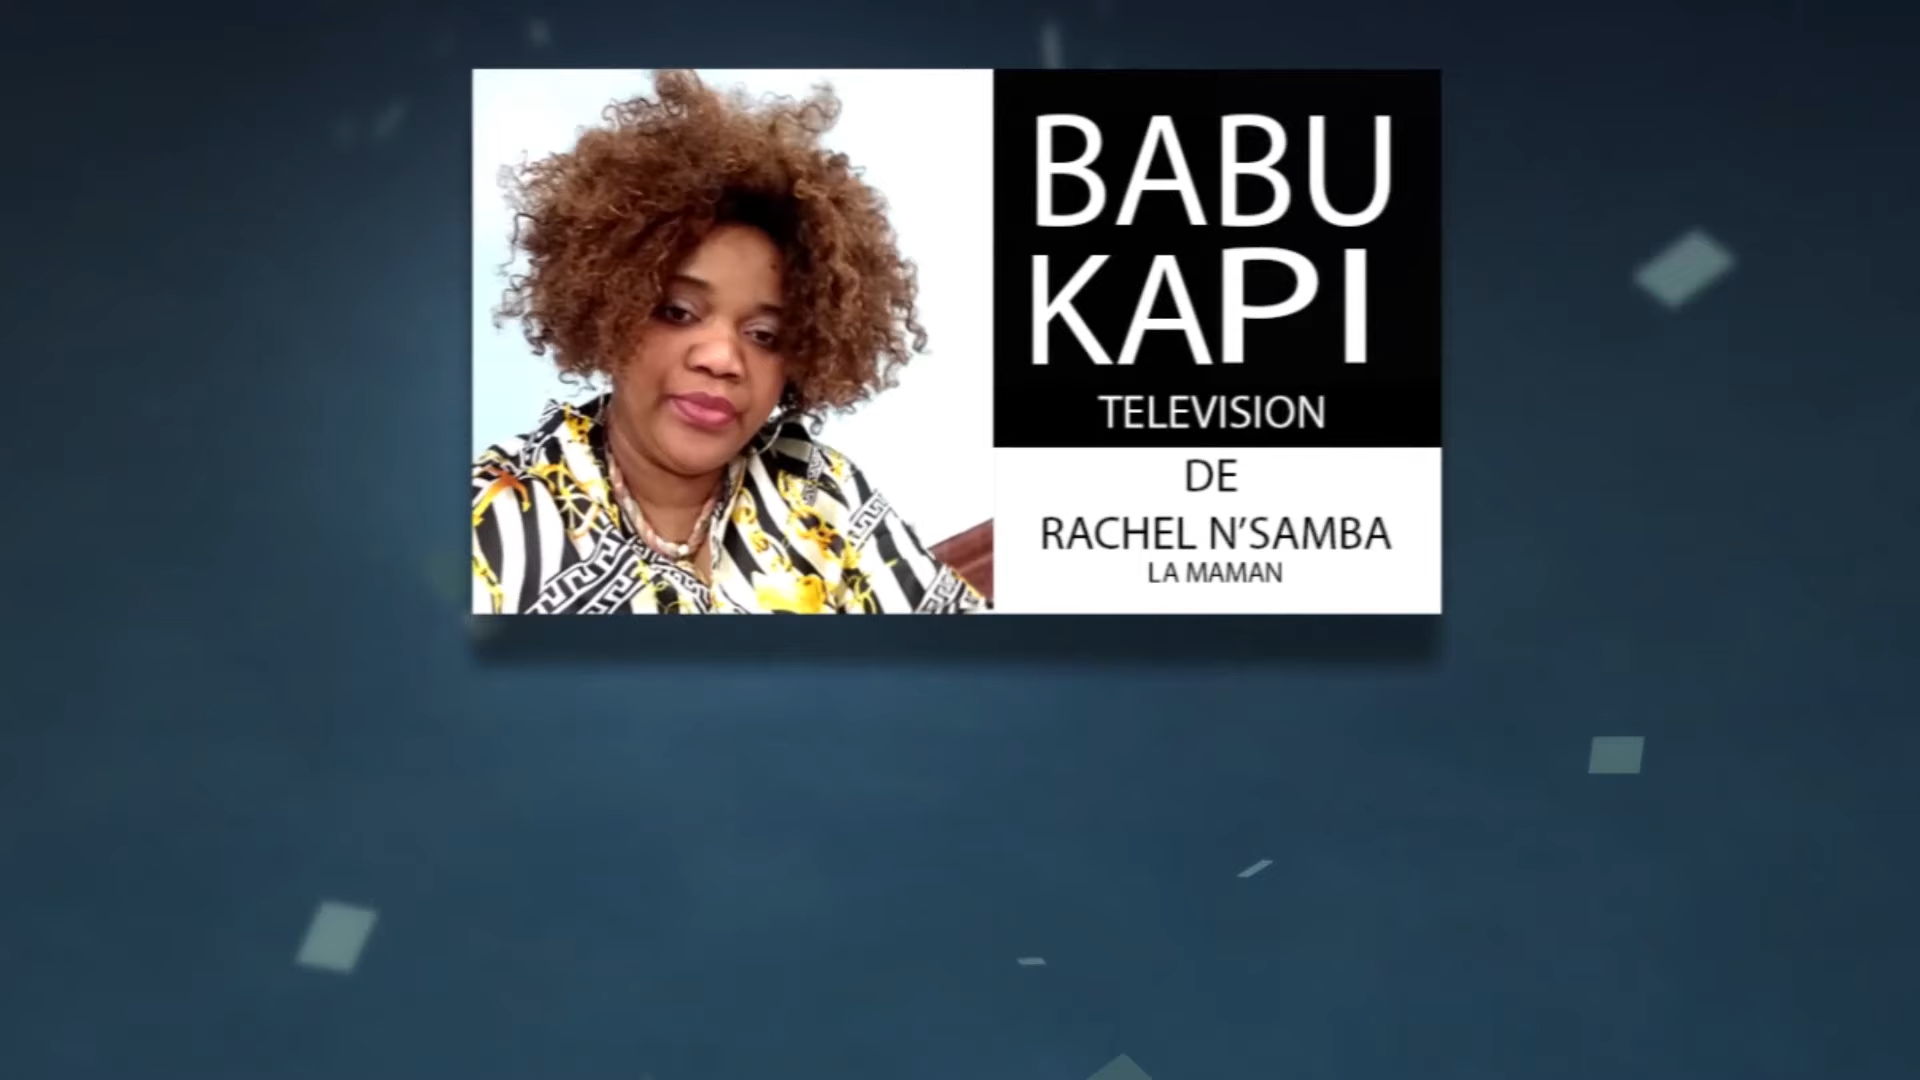 BABU
KAPI
TELEVISION
DE
RACHEL N'SAMBA
LA MAMAN